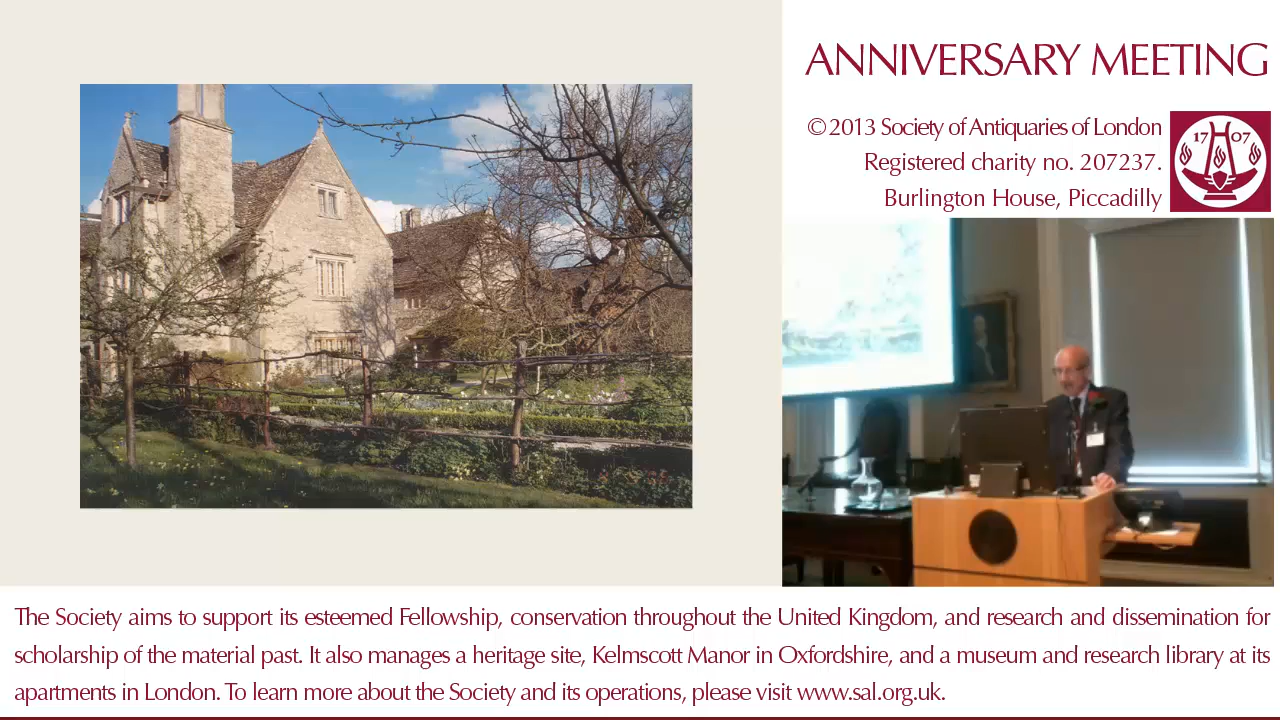 ANNIVERSARY MEETING
© 2013 Society of Antiquaries of London
Registered charity no. 207237.
Burlington House, Piccadilly
17 07
The Society aims to support its esteemed Fellowship, conservation throughout the United Kingdom, and research and dissemination for
scholarship of the material past. It also manages a heritage site, Kelmscott Manor in Oxfordshire, and a museum and research library at its
apartments in London. To learn more about the Society and its operations, please visit www.sal.org.uk.